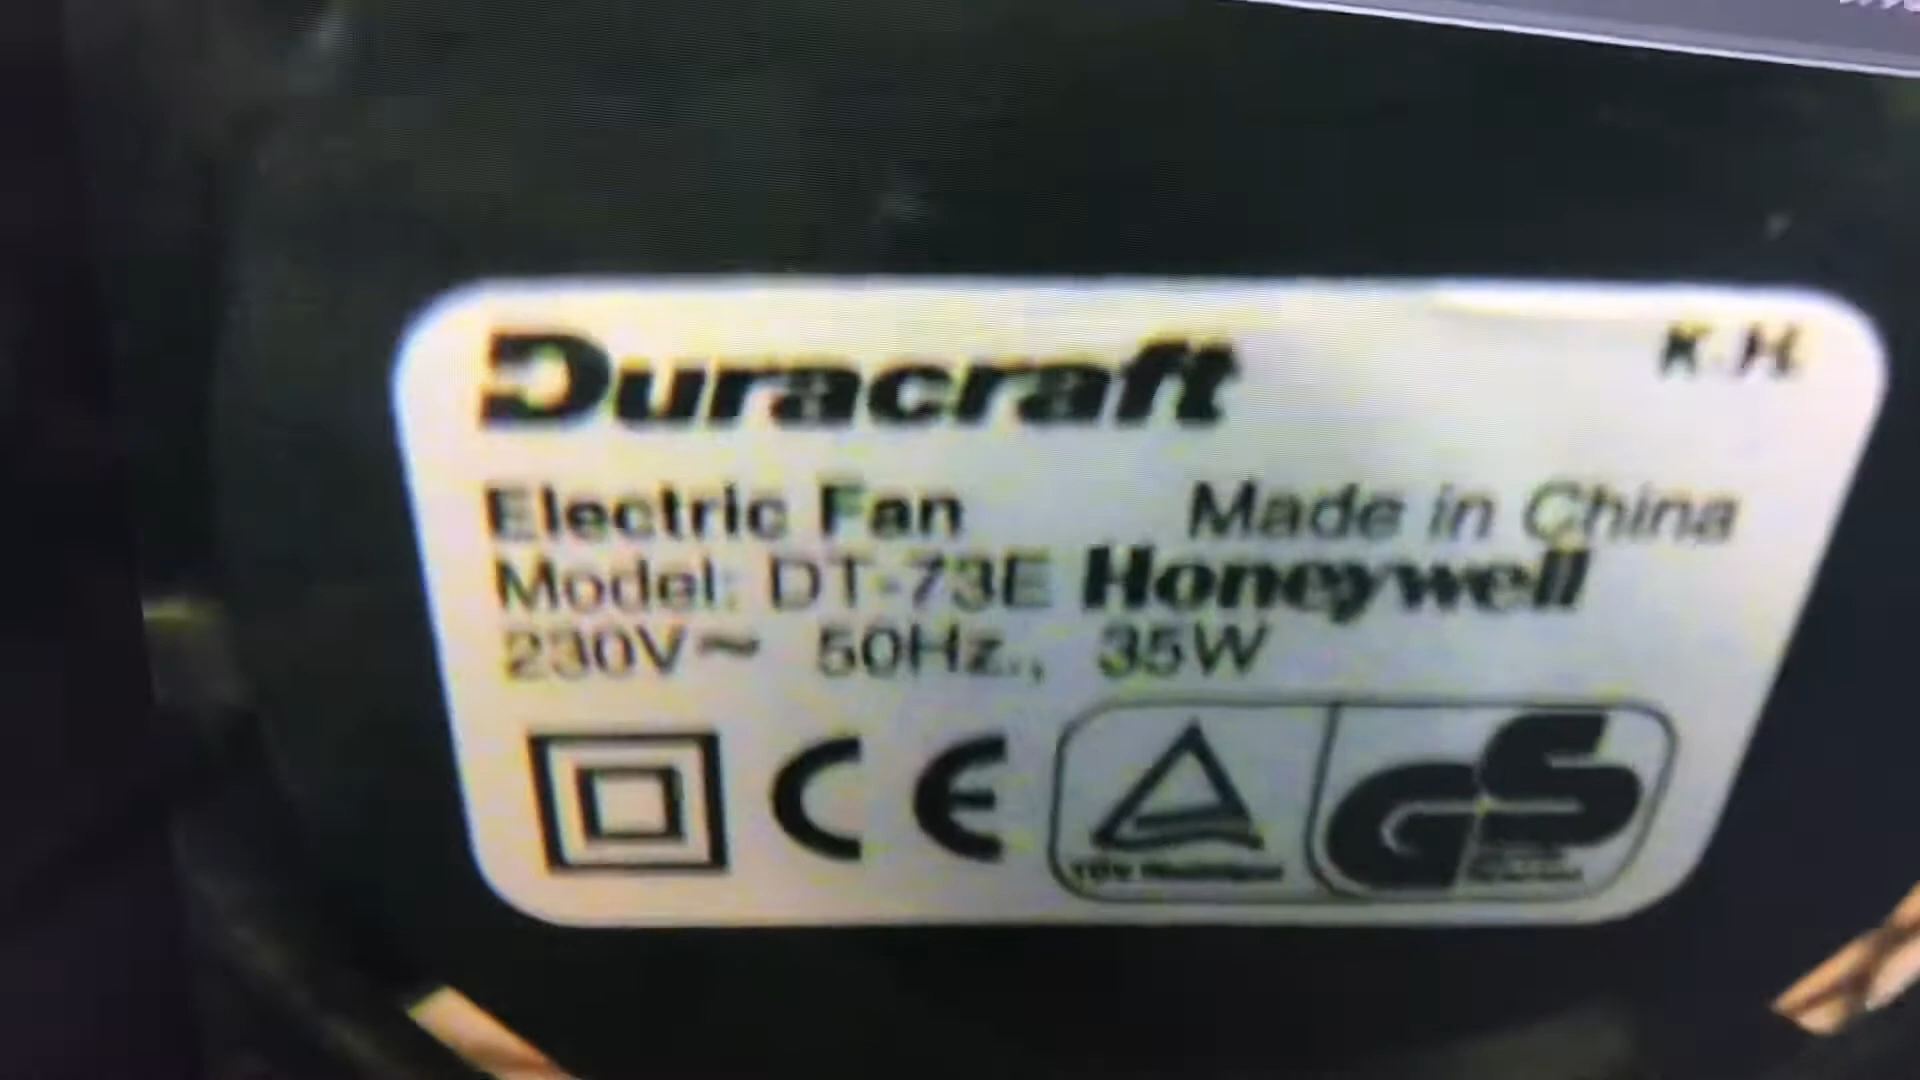 Duracraft
K.H.
Electric Fan Made in China
Model: DT-73E Honeywell
230V~ 50Hz., 35W
CE
GS